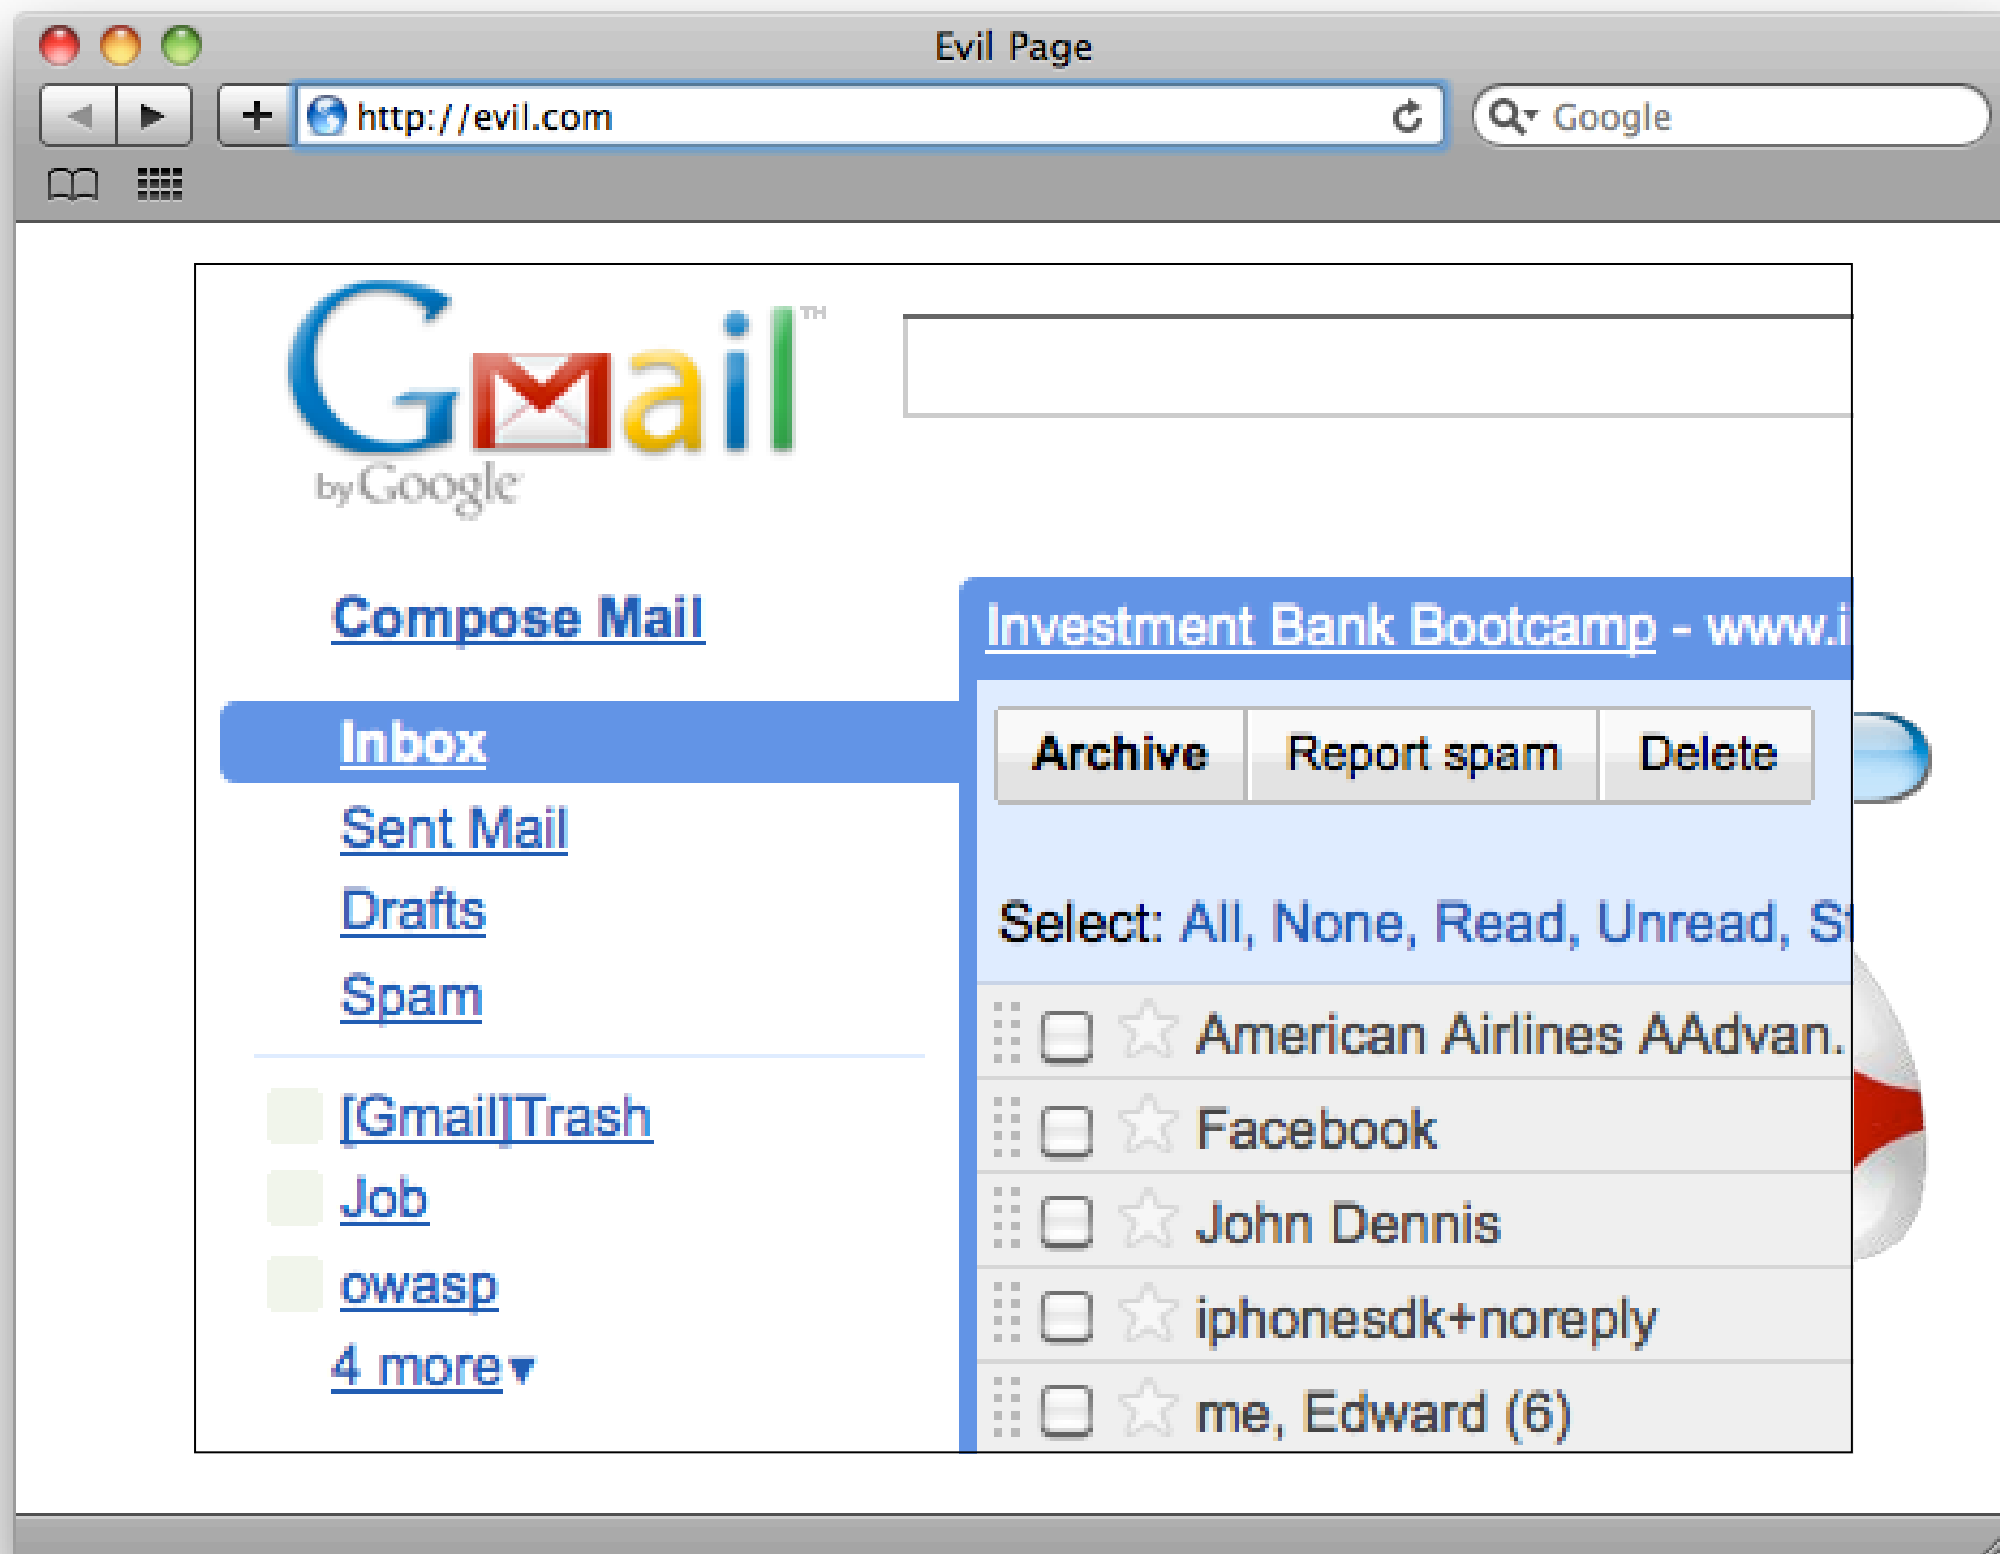 Evil Page
http://evil.com
Google
Gmail™
by Google
Compose Mail
Investment Bank Bootcamp - www.i
Inbox
Archive Report spam Delete
Sent Mail
Drafts
Select: All, None, Read, Unread, St
Spam
American Airlines AAdvan.
[Gmail]Trash
Facebook
Job
John Dennis
owasp
iphonesdk+noreply
4 more
me, Edward (6)